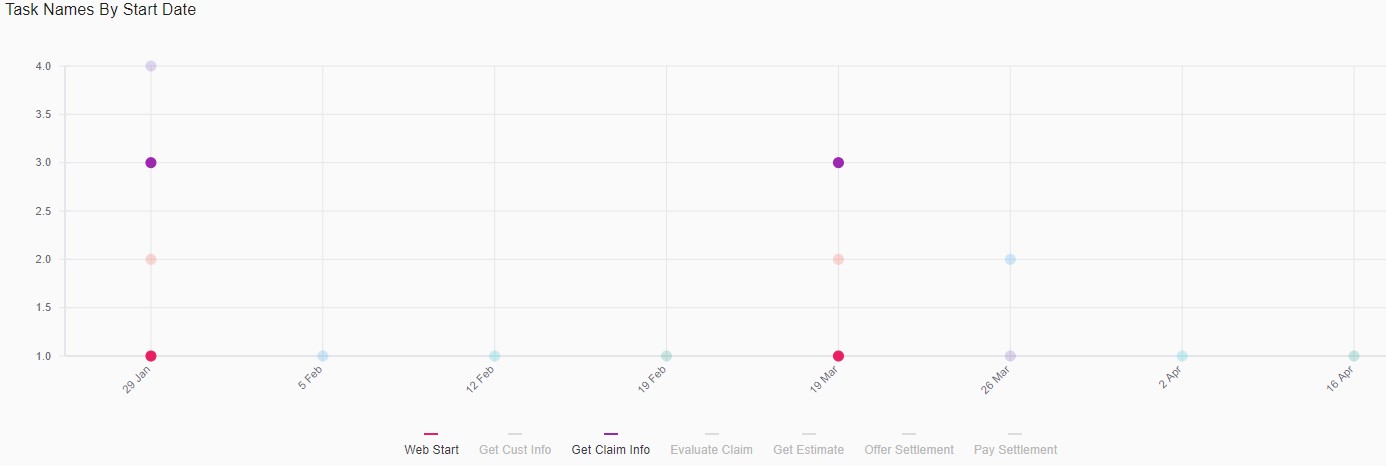 Task Names By Start Date
4.0
3.5
3.0
2.5
2.0
1.5
1.0
29 Jan
5 Feb
12 Feb
19 Feb
19 Mar
26 Mar
2 Apr
16 Apr
Web Start
Get Cust Info
Get Claim Info
Evaluate Claim
Get Estimate
Offer Settlement
Pay Settlement